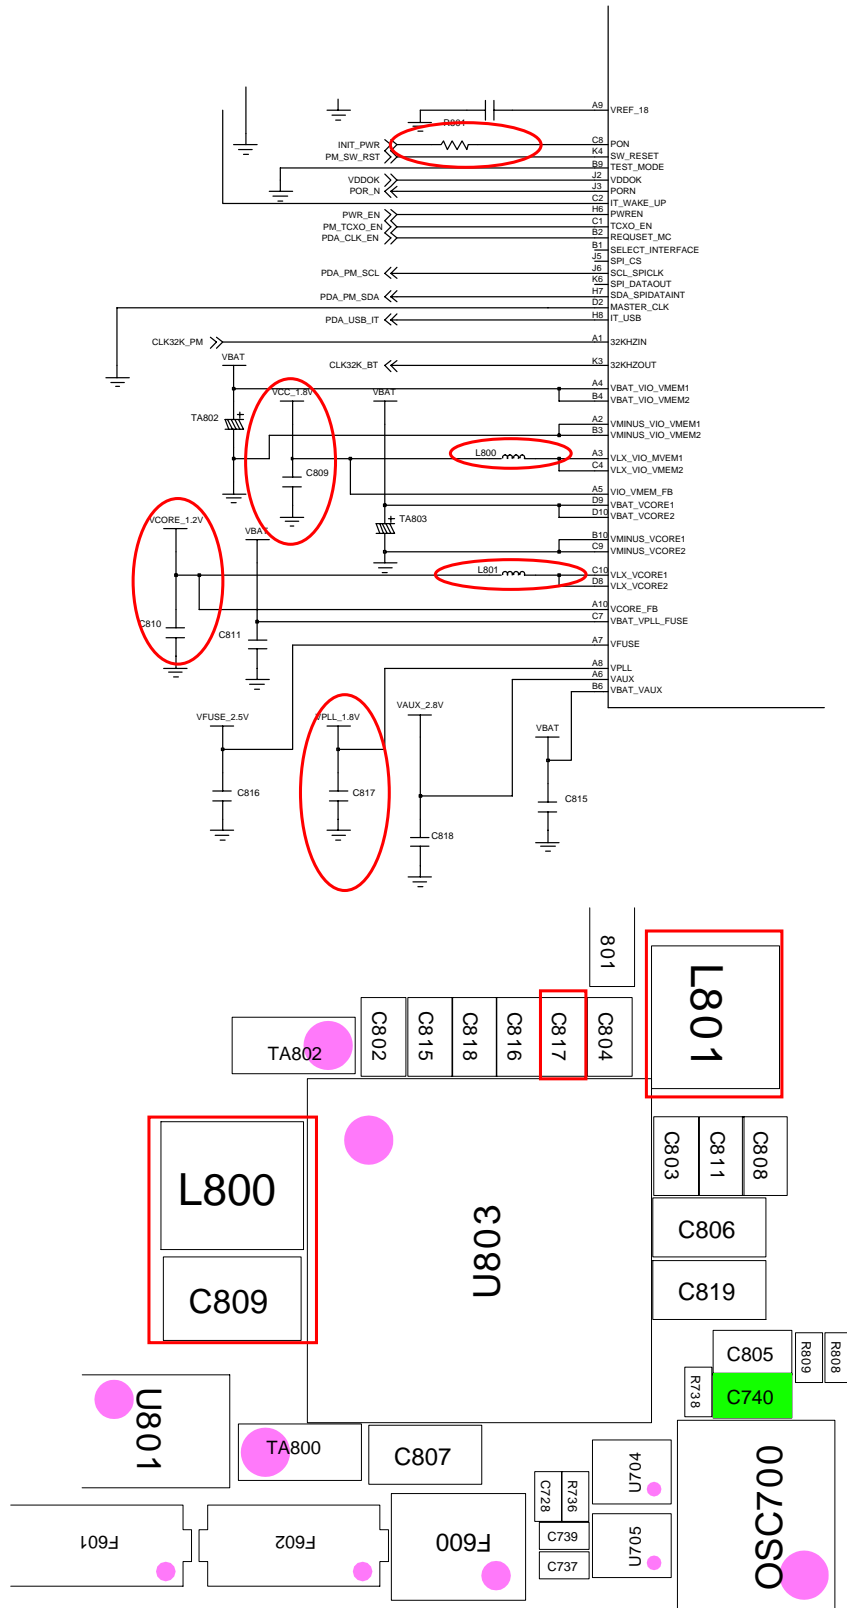 A9 VREF_18
R801
INIT_PWR C8 PON
PM_SW_RST K4 SW_RESET
B9 TEST_MODE
VDDOK J2 VDDOK
POR_N J3 PORN
C2 IT_WAKE_UP
PWR_EN H6 PWREN
PM_TCXO_EN C1 TCXO_EN
PDA_CLK_EN B2 REQUSET_MC
B1 SELECT_INTERFACE
J5 SPI_CS
PDA_PM_SCL J6 SCL_SPICLK
K6 SPI_DATAOUT
PDA_PM_SDA H7 SDA_SPIDATAINT
D2 MASTER_CLK
PDA_USB_IT H8 IT_USB
CLK32K_PM A1 32KHZIN
VBAT CLK32K_BT K3 32KHZOUT
A4 VBAT_VIO_VMEM1
VCC_1.8V VBAT B4 VBAT_VIO_VMEM2
TA802 + A2 VMINUS_VIO_VMEM1
B3 VMINUS_VIO_VMEM2
L800 A3 VLX_VIO_MVEM1
C809 C4 VLX_VIO_VMEM2
A5 VIO_VMEM_FB
D9 VBAT_VCORE1
VCORE_1.2V + TA803 D10 VBAT_VCORE2
VBAT B10 VMINUS_VCORE1
C9 VMINUS_VCORE2
L801 C10 VLX_VCORE1
D8 VLX_VCORE2
A10 VCORE_FB
C810 C7 VBAT_VPLL_FUSE
C811 A7 VFUSE
A8 VPLL
A6 VAUX
B6 VBAT_VAUX
VFUSE_2.5V VPLL_1.8V VAUX_2.8V
VBAT
C816 C817 C815
C818
801
L801
TA802 C802 C815 C818 C816 C817 C804
L800
C809
U803
C803 C811 C808
C806
C819
C805 R809 R808
R738 C740
U801
TA800 C807
U704
OSC700
C728 R736
F601 F602 F600
C739 U705
C737